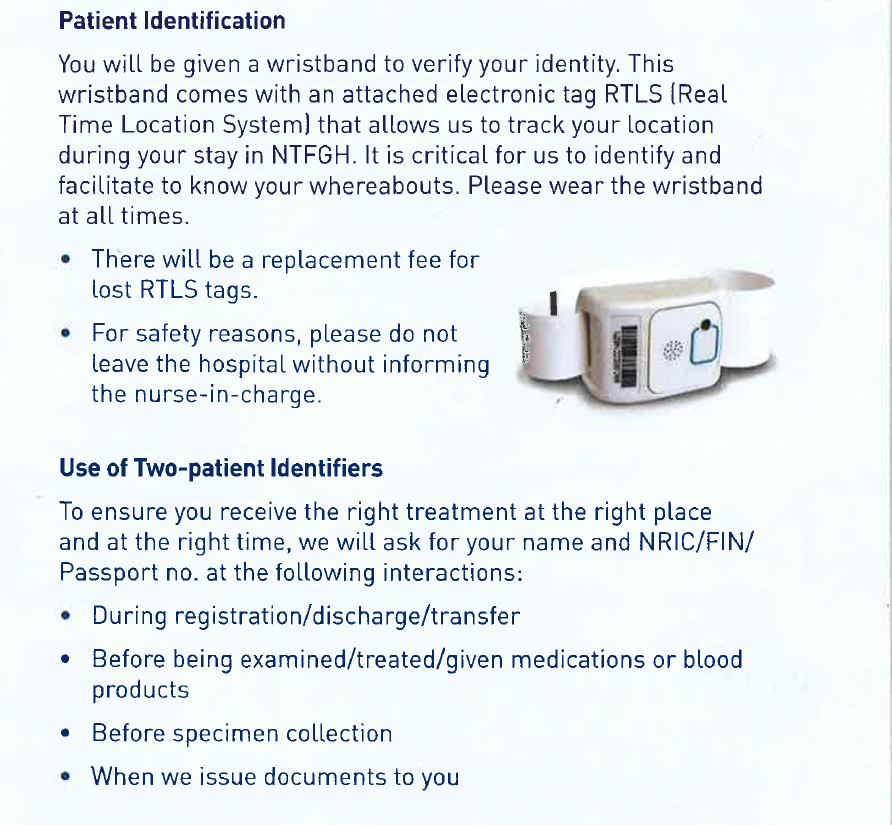 Patient Identification
You will be given a wristband to verify your identity. This
wristband comes with an attached electronic tag RTLS (Real
Time Location System) that allows us to track your location
during your stay in NTFGH. It is critical for us to identify and
facilitate to know your whereabouts. Please wear the wristband
at all times.
• There will be a replacement fee for
lost RTLS tags.
• For safety reasons, please do not
leave the hospital without informing
the nurse-in-charge.
Use of Two-patient Identifiers
To ensure you receive the right treatment at the right place
and at the right time, we will ask for your name and NRIC/FIN/
Passport no. at the following interactions:
• During registration/discharge/transfer
• Before being examined/treated/given medications or blood
products
• Before specimen collection
• When we issue documents to you